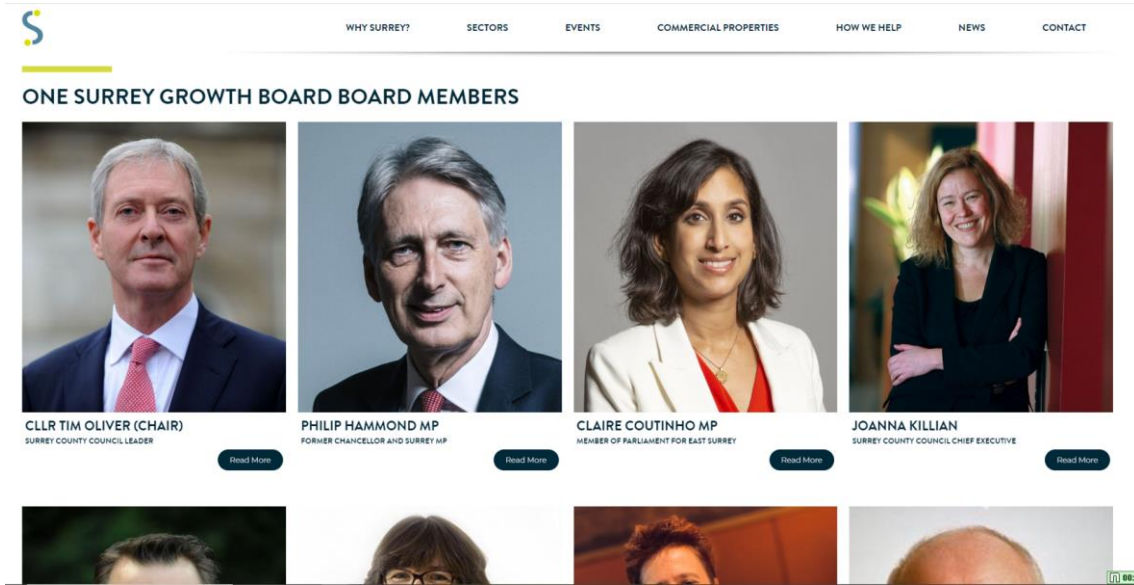 WHY SURREY? SECTORS EVENTS COMMERCIAL PROPERTIES HOW WE HELP NEWS CONTACT
ONE SURREY GROWTH BOARD BOARD MEMBERS
CLLR TIM OLIVER (CHAIR)
SURREY COUNTY COUNCIL LEADER
Read More
PHILIP HAMMOND MP
FORMER CHANCELLOR AND SURREY MP
Read More
CLAIRE COUTINHO MP
MEMBER OF PARLIAMENT FOR EAST SURREY
Read More
JOANNA KILLIAN
SURREY COUNTY COUNCIL CHIEF EXECUTIVE
Read More